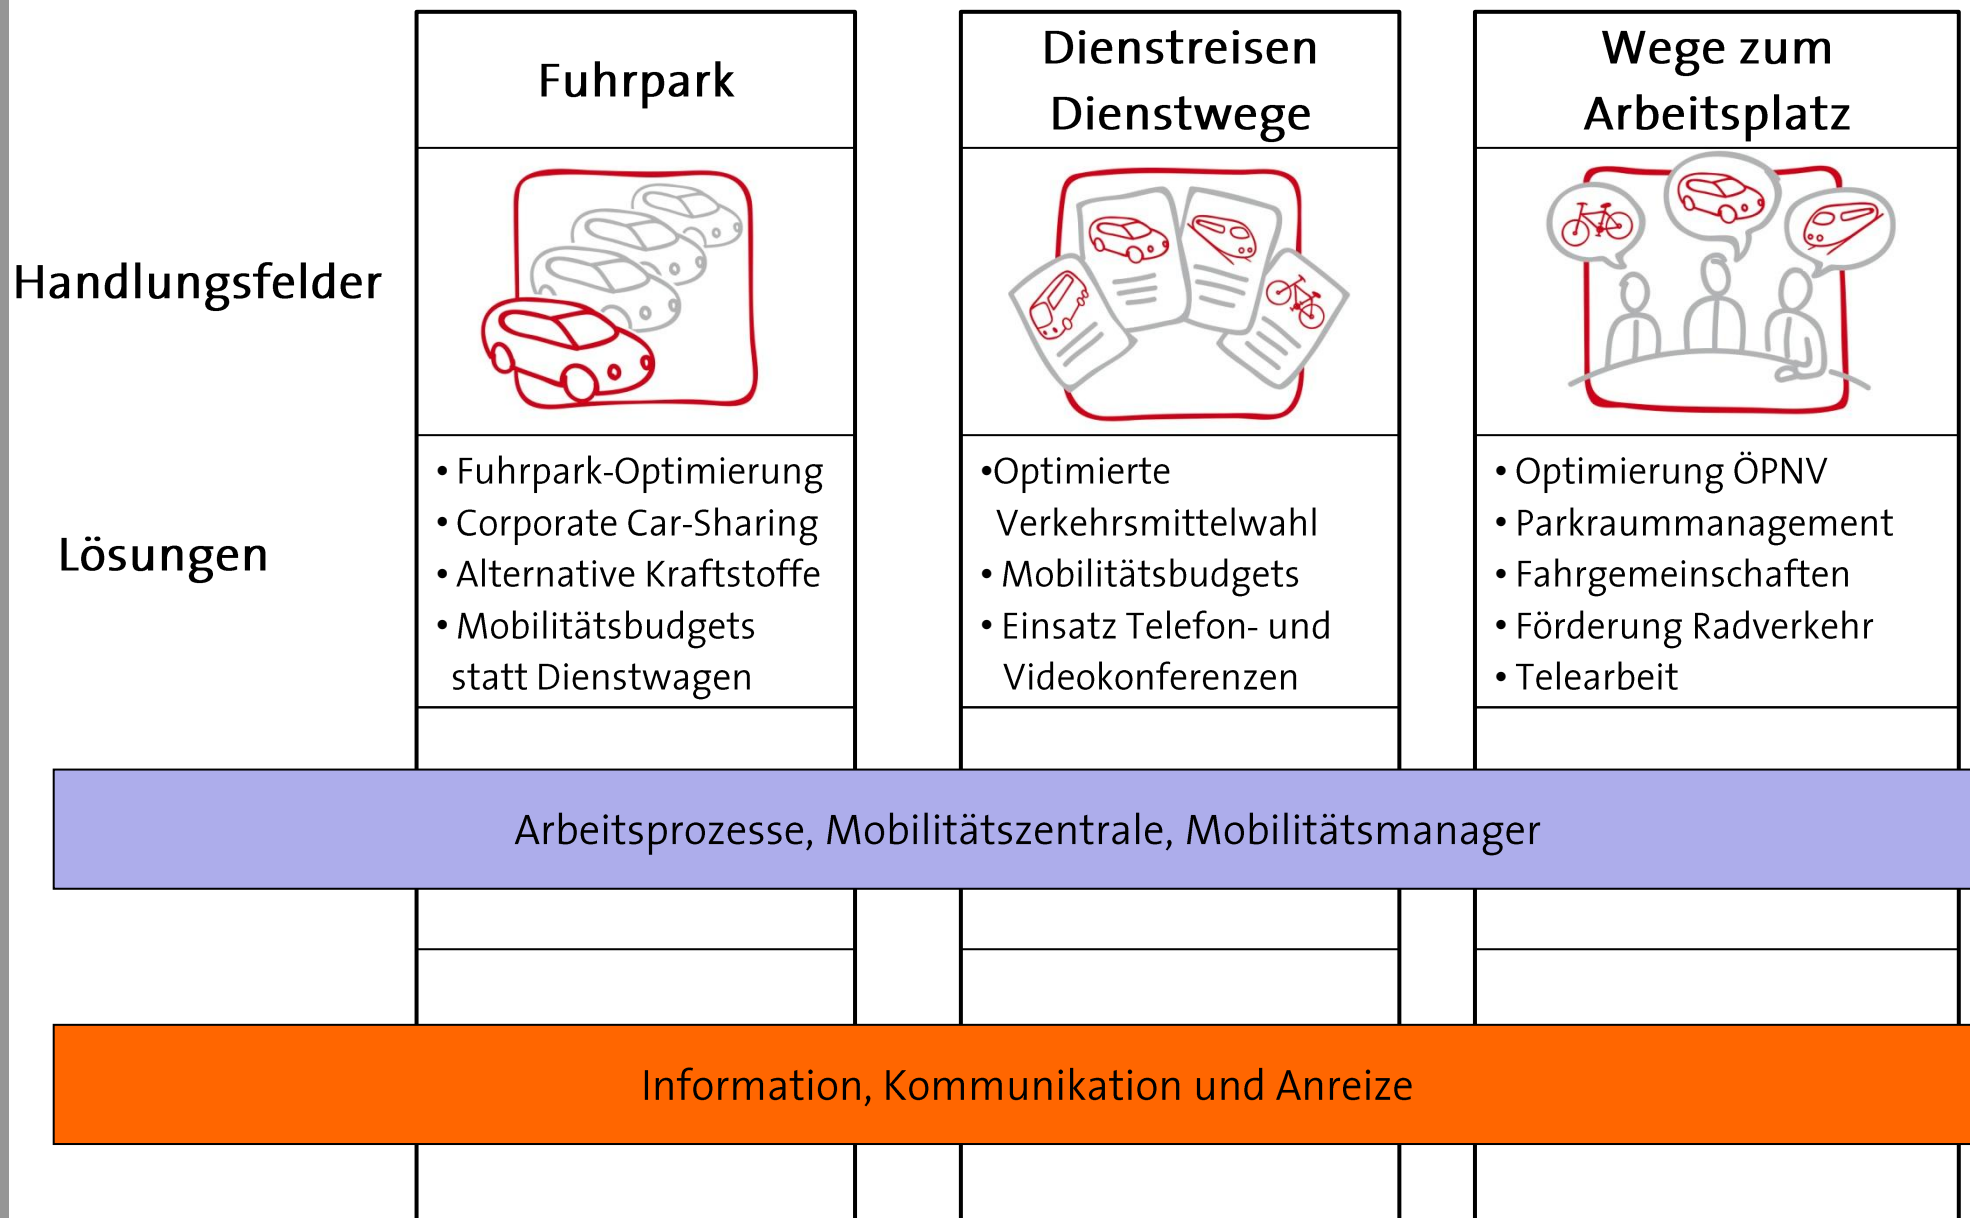 Fuhrpark
Dienstreisen
Dienstwege
Wege zum
Arbeitsplatz
Handlungsfelder
Lösungen
• Fuhrpark-Optimierung
• Corporate Car-Sharing
• Alternative Kraftstoffe
• Mobilitätsbudgets
statt Dienstwagen
•Optimierte
Verkehrsmittelwahl
• Mobilitätsbudgets
• Einsatz Telefon- und
Videokonferenzen
• Optimierung ÖPNV
• Parkraummanagement
• Fahrgemeinschaften
• Förderung Radverkehr
• Telearbeit
Arbeitsprozesse, Mobilitätszentrale, Mobilitätsmanager
Information, Kommunikation und Anreize